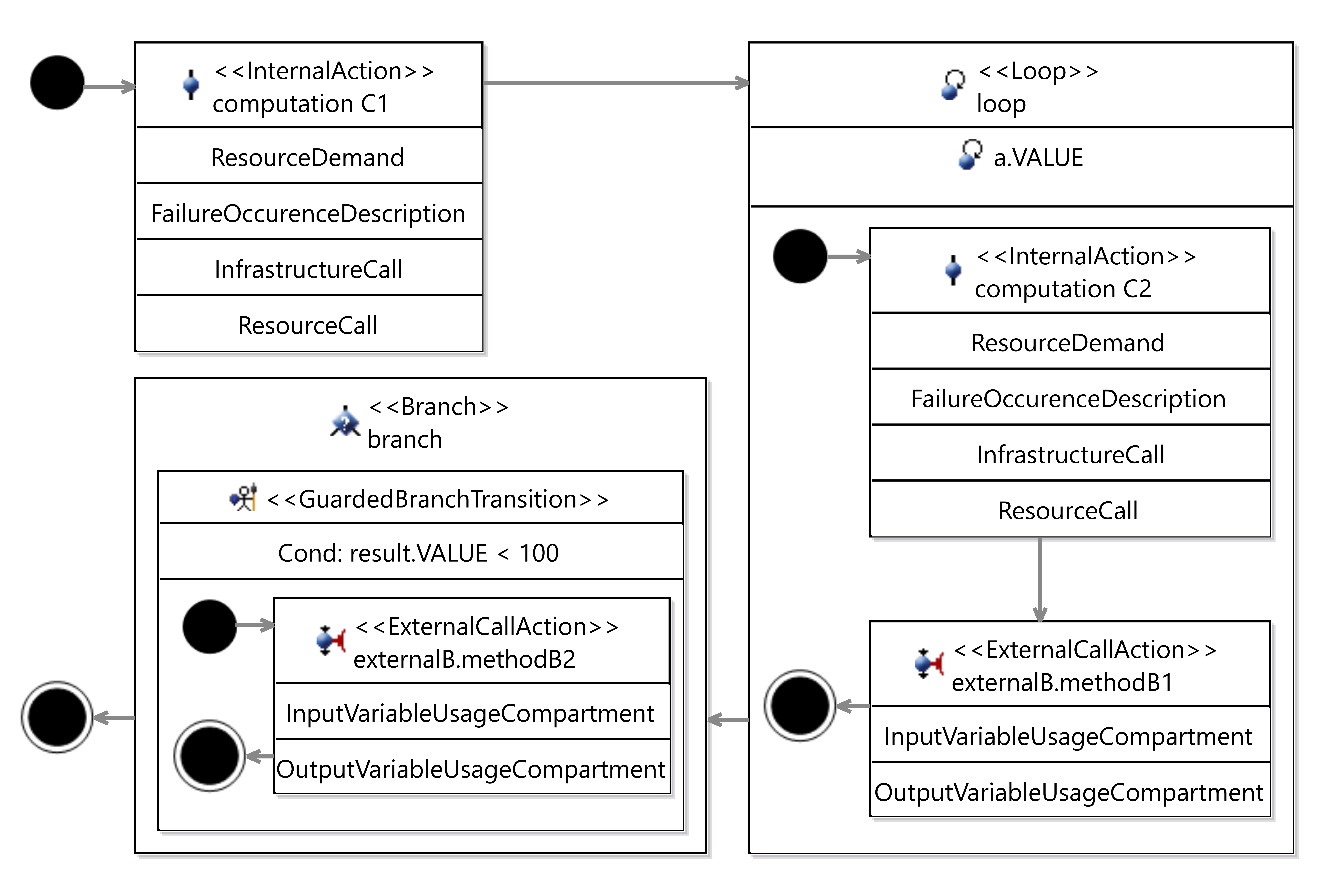 <<InternalAction>>
computation C1
ResourceDemand
FailureOccurenceDescription
InfrastructureCall
ResourceCall
<<Loop>>
loop
a.VALUE
<<InternalAction>>
computation C2
ResourceDemand
FailureOccurenceDescription
InfrastructureCall
ResourceCall
<<ExternalCallAction>>
externalB.methodB1
InputVariableUsageCompartment
OutputVariableUsageCompartment
<<Branch>>
branch
<<GuardedBranchTransition>>
Cond: result.VALUE < 100
<<ExternalCallAction>>
externalB.methodB2
InputVariableUsageCompartment
OutputVariableUsageCompartment